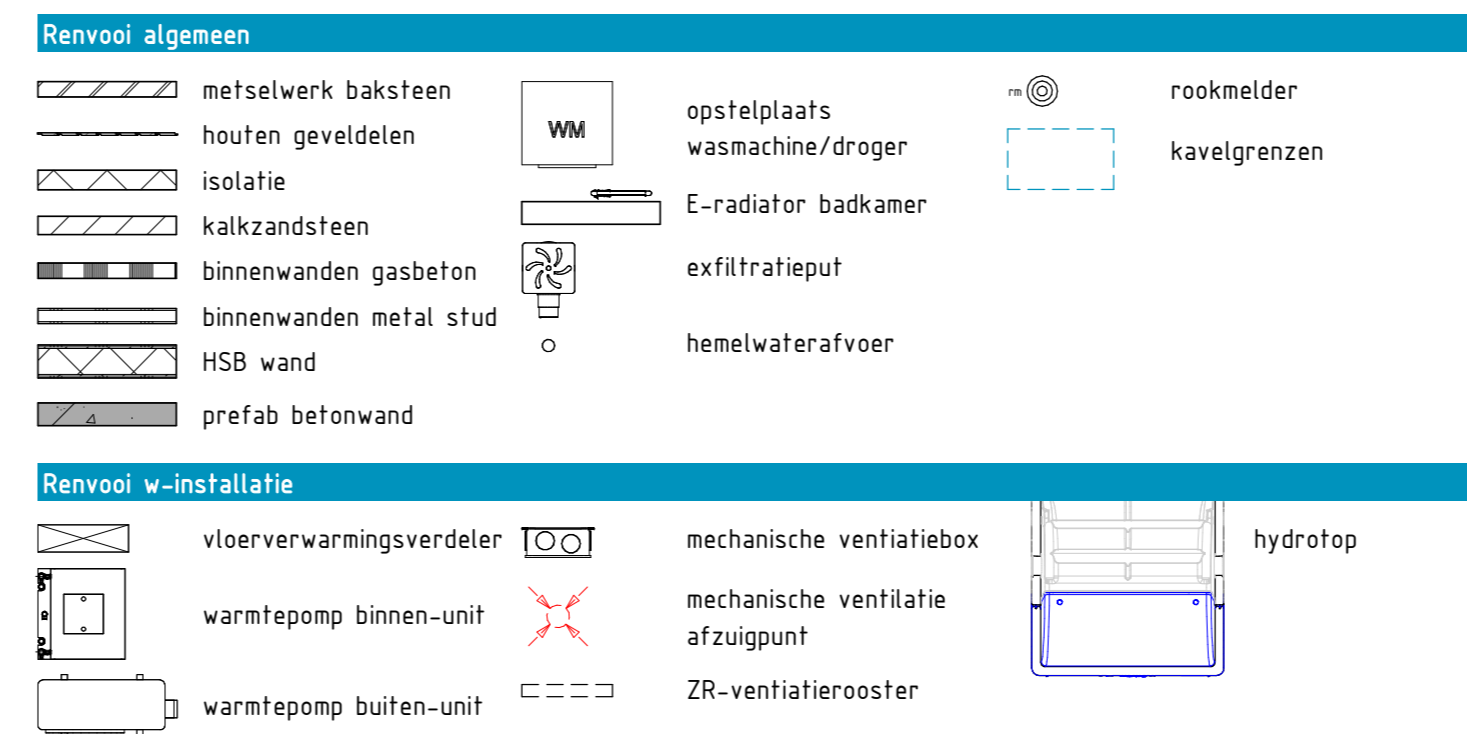 Renvooi algemeen
metselwerk baksteen
houten geveldelen
isolatie
kalkzandsteen
binnenwanden gasbeton
binnenwanden metal stud
HSB wand
prefab betonwand
WM
opstelplaats
wasmachine/droger
E-radiator badkamer
exfiltratieput
hemelwaterafvoer
rm
rookmelder
kavelgrenzen
Renvooi w-installatie
vloerverwarmingsverdeler
warmtepomp binnen-unit
warmtepomp buiten-unit
mechanische ventiatiebox
mechanische ventilatie
afzuigpunt
ZR-ventiatierooster
hydrotop